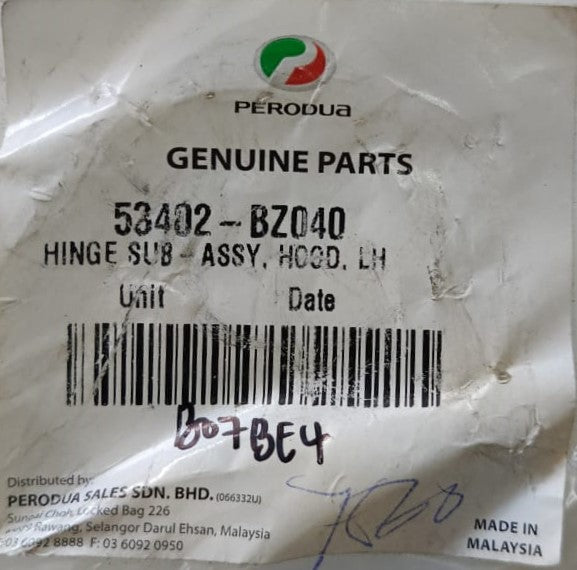 PERODUA
GENUINE PARTS
53402-BZ040
HINGE SUB-ASSY, HOOD, LH
Unit Date
B07BE4
Distributed by:
PERODUA SALES SDN. BHD. (066332U)
Sungai Choh, Locked Bag 226
Rawang, Selangor Darul Ehsan, Malaysia
03 6092 8888 F: 03 6092 0950
MADE IN
MALAYSIA